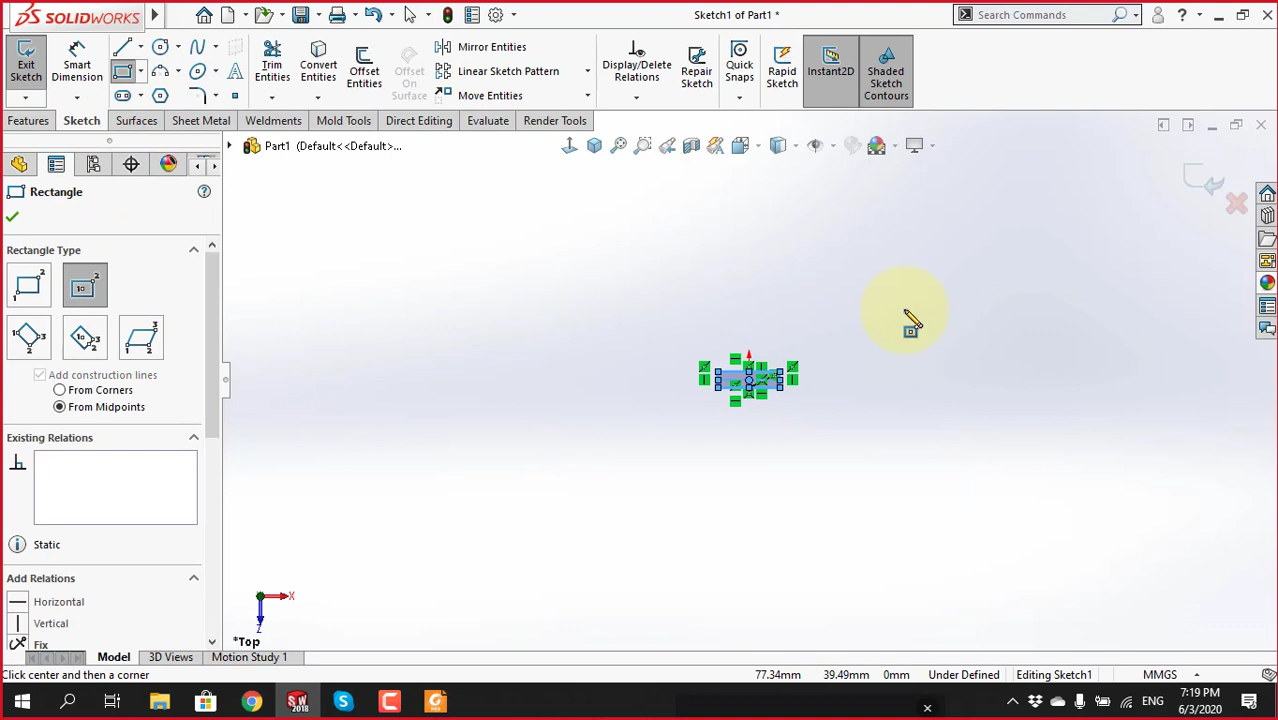 SOLIDWORKS
Sketch1 of Part1 *
Search Commands
Exit Sketch
Smart Dimension
Trim Entities
Convert Entities
Offset Entities
Offset On Surface
Mirror Entities
Linear Sketch Pattern
Move Entities
Display/Delete Relations
Repair Sketch
Quick Snaps
Rapid Sketch
Instant2D
Shaded Sketch Contours
Features
Sketch
Surfaces
Sheet Metal
Weldments
Mold Tools
Direct Editing
Evaluate
Render Tools
Part1 (Default<<Default>...
Rectangle
Rectangle Type
Add construction lines
From Corners
From Midpoints
Existing Relations
Static
Add Relations
Horizontal
Vertical
Fix
X
Z
*Top
Model
3D Views
Motion Study 1
Click center and then a corner
77.34mm
39.49mm
0mm
Under Defined
Editing Sketch1
MMGS
SW
2018
ENG
7:19 PM
6/3/2020